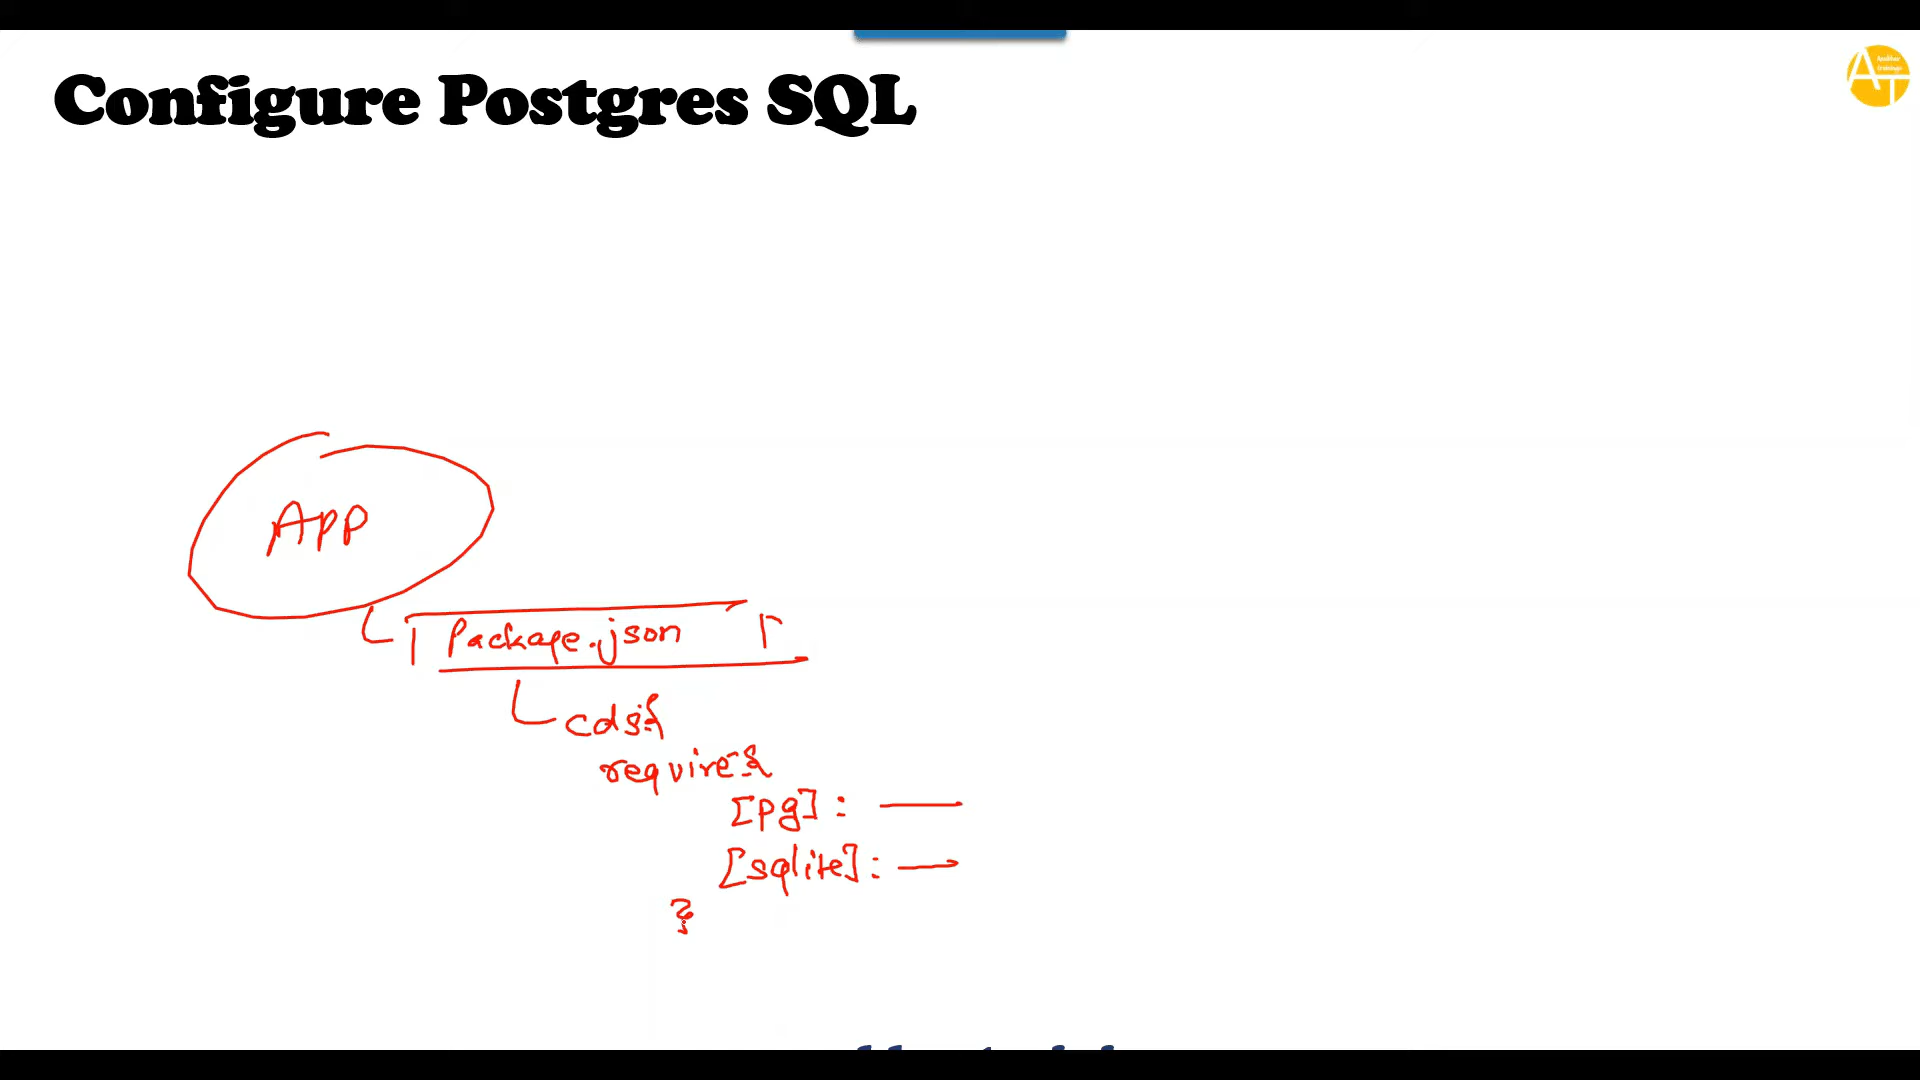 Configure Postgres SQL
App
Package.json
cds:{
require:{
[pg]: —
[sqlite]: —
}